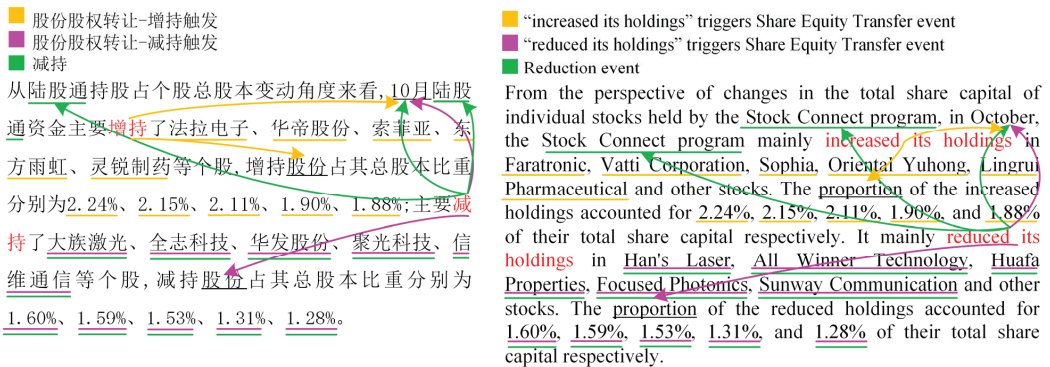 股份股权转让-增持触发
股份股权转让-减持触发
减持
从陆股通持股占个股总股本变动角度来看,10月陆股
通资金主要增持了法拉电子、华帝股份、索菲亚、东
方雨虹、灵锐制药等个股,增持股份占其总股本比重
分别为2.24%、2.15%、2.11%、1.90%、1.88%;主要减
持了大族激光、全志科技、华发股份、聚光科技、信
维通信等个股,减持股份占其总股本比重分别为
1.60%、1.59%、1.53%、1.31%、1.28%。
“increased its holdings” triggers Share Equity Transfer event
“reduced its holdings” triggers Share Equity Transfer event
Reduction event
From the perspective of changes in the total share capital of
individual stocks held by the Stock Connect program, in October,
the Stock Connect program mainly increased its holdings in
Faratronic, Vatti Corporation, Sophia, Oriental Yuhong, Lingrui
Pharmaceutical and other stocks. The proportion of the increased
holdings accounted for 2.24%, 2.15%, 2.11%, 1.90%, and 1.88%
of their total share capital respectively. It mainly reduced its
holdings in Han's Laser, All Winner Technology, Huafa
Properties, Focused Photonics, Sunway Communication and other
stocks. The proportion of the reduced holdings accounted for
1.60%, 1.59%, 1.53%, 1.31%, and 1.28% of their total share
capital respectively.